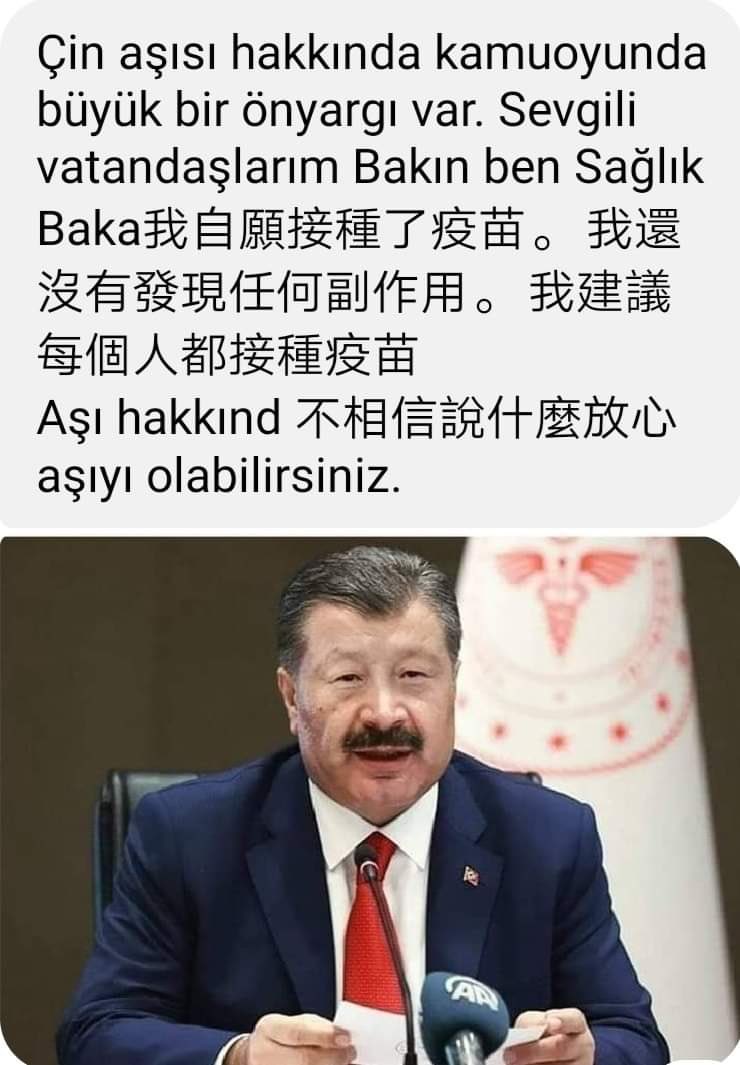 Çin aşısı hakkında kamuoyunda
büyük bir önyargı var. Sevgili
vatandaşlarım Bakın ben Sağlık
Baka我自願接種了疫苗。 我還
沒有發現任何副作用。 我建議
每個人都接種疫苗
Aşı hakkınd 不相信說什麼放心
aşıyı olabilirsiniz.
AA